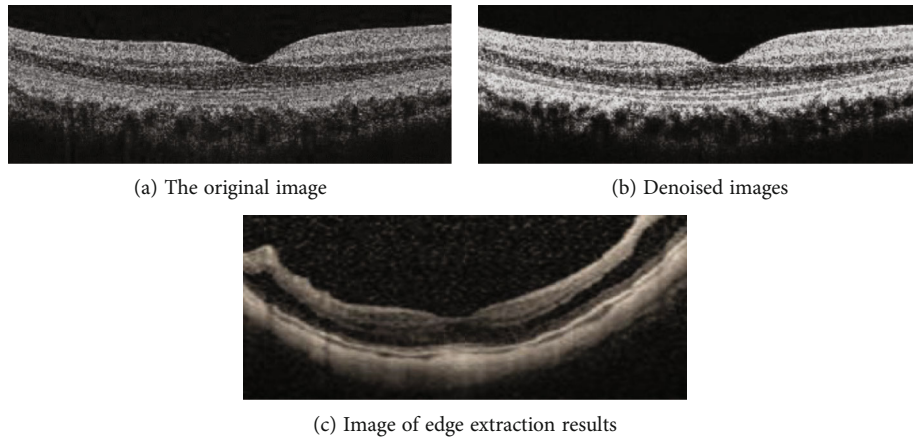 (a) The original image
(b) Denoised images
(c) Image of edge extraction results